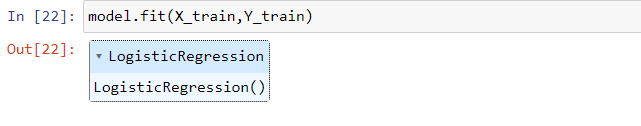 In [22]: model.fit(X_train,Y_train)
Out[22]: ▾ LogisticRegression
LogisticRegression()